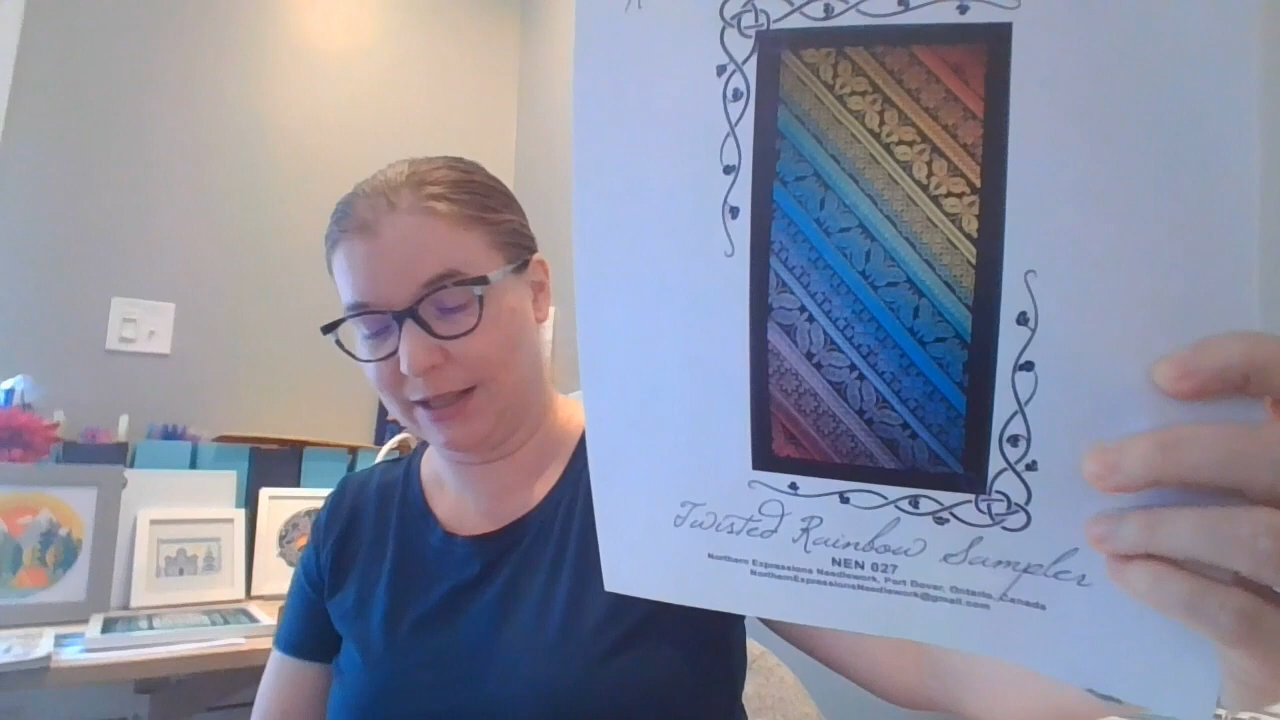 Twisted Rainbow Sampler
NEN 027
Northern Expressions Needlework, Port Dover, Ontario, Canada
NorthernExpressionsNeedlework@gmail.com